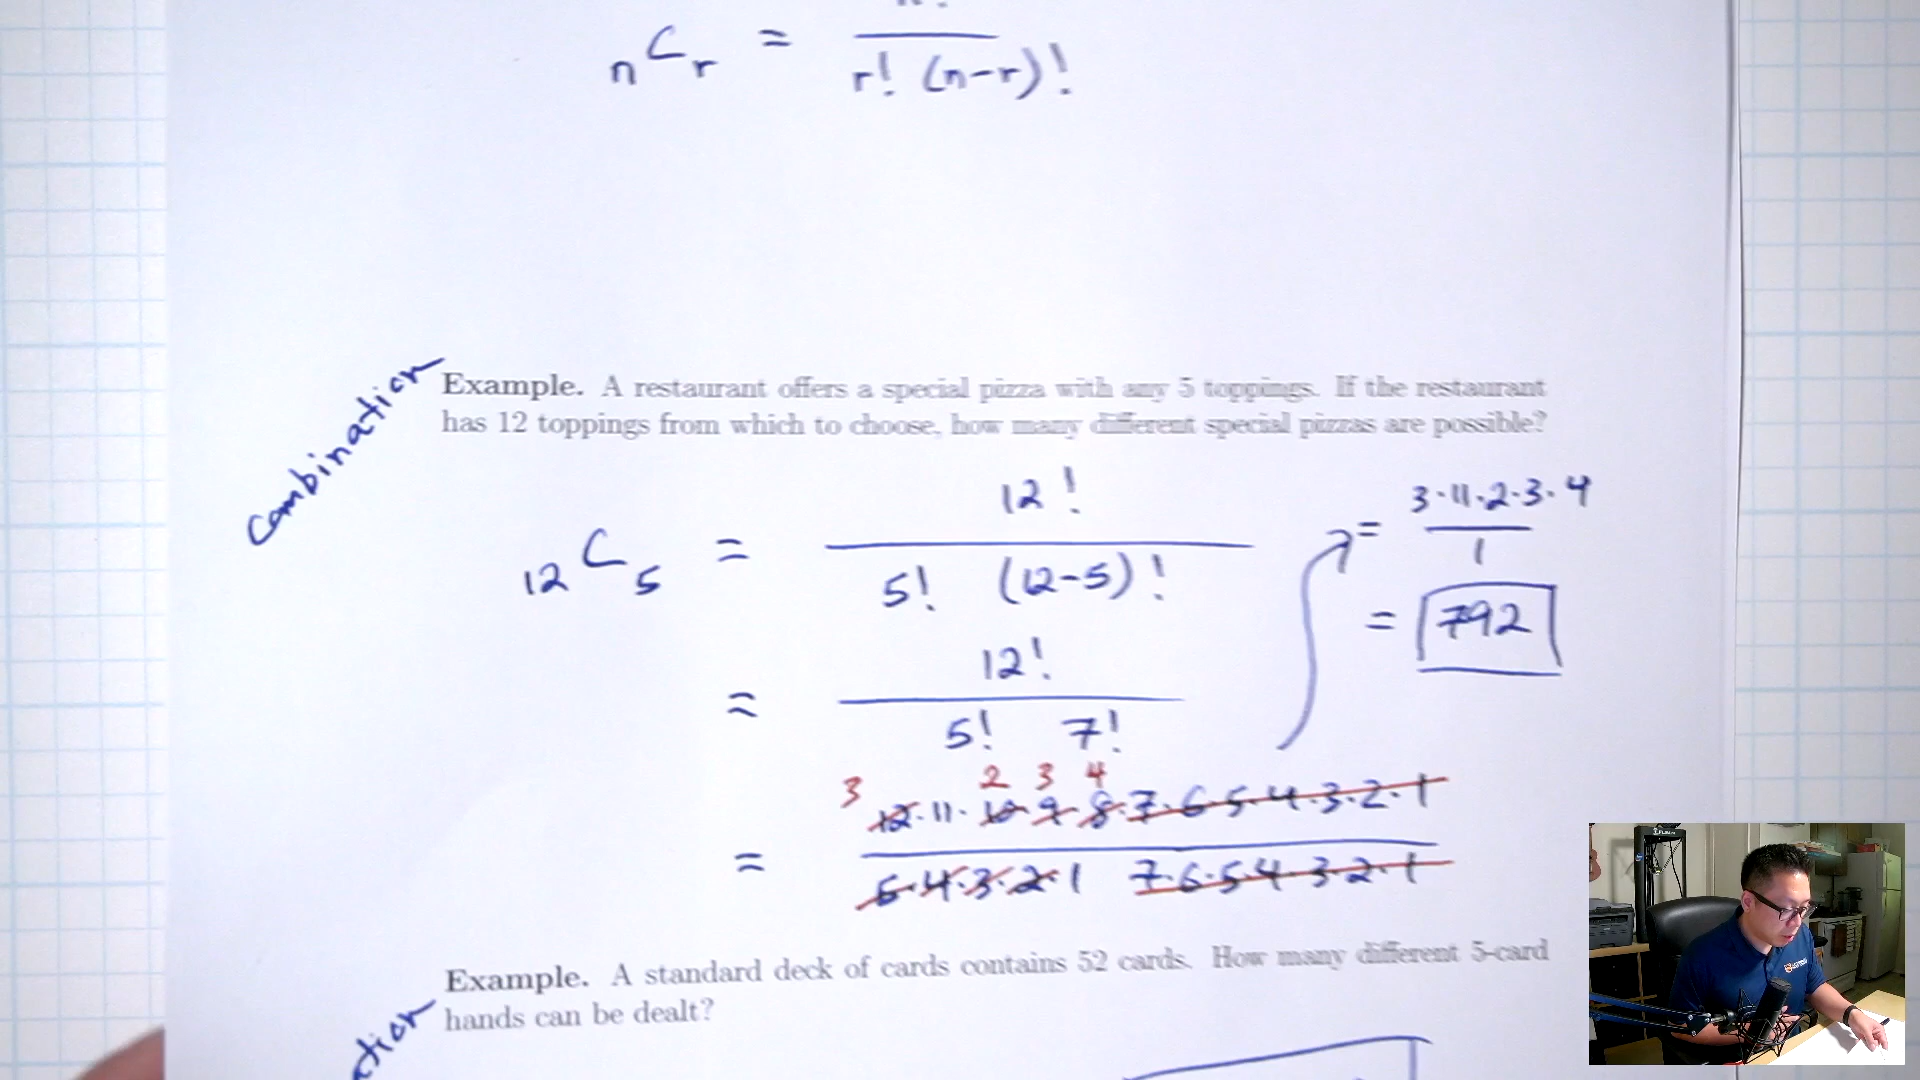 nCr = n! / r! (n-r)!
Combination
Example. A restaurant offers a special pizza with any 5 toppings. If the restaurant
has 12 toppings from which to choose, how many different special pizzas are possible?
12C5 = 12! / 5! (12-5)!
= 12! / 5! 7!
3 2 3 4
= 12·11·10·9·8·7·6·5·4·3·2·1 / 5·4·3·2·1 7·6·5·4·3·2·1
= 3·11·2·3·4 / 1
= 792
Example. A standard deck of cards contains 52 cards. How many different 5-card
hands can be dealt?
tion